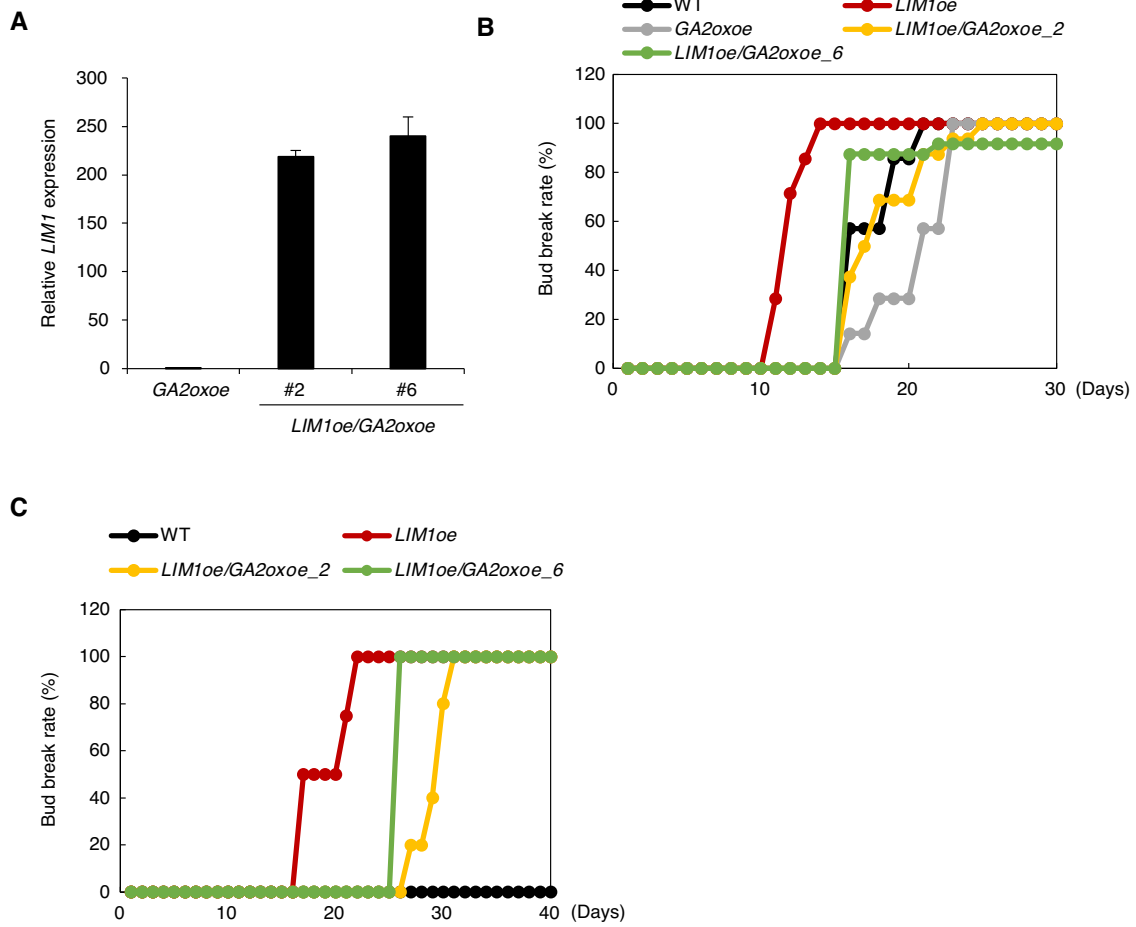 A
Relative LIM1 expression
300
250
200
150
100
50
0
GA2oxoe
#2
#6
LIM1oe/GA2oxoe
B
WT
LIM1oe
GA2oxoe
LIM1oe/GA2oxoe_2
LIM1oe/GA2oxoe_6
Bud break rate (%)
120
100
80
60
40
20
0
0 10 20 30 (Days)
C
WT
LIM1oe
LIM1oe/GA2oxoe_2
LIM1oe/GA2oxoe_6
Bud break rate (%)
120
100
80
60
40
20
0
0 10 20 30 40 (Days)